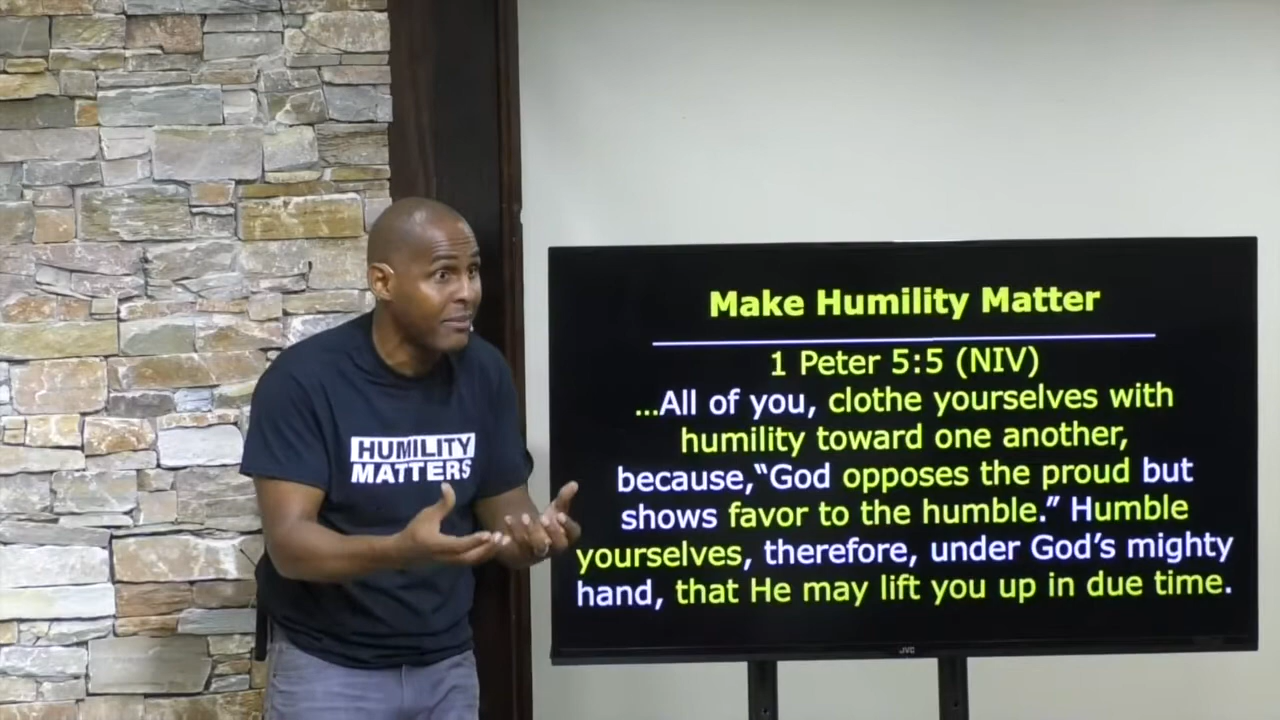 HUMILITY
MATTERS
Make Humility Matter
1 Peter 5:5 (NIV)
...All of you, clothe yourselves with
humility toward one another,
because,“God opposes the proud but
shows favor to the humble.” Humble
yourselves, therefore, under God’s mighty
hand, that He may lift you up in due time.
JVC